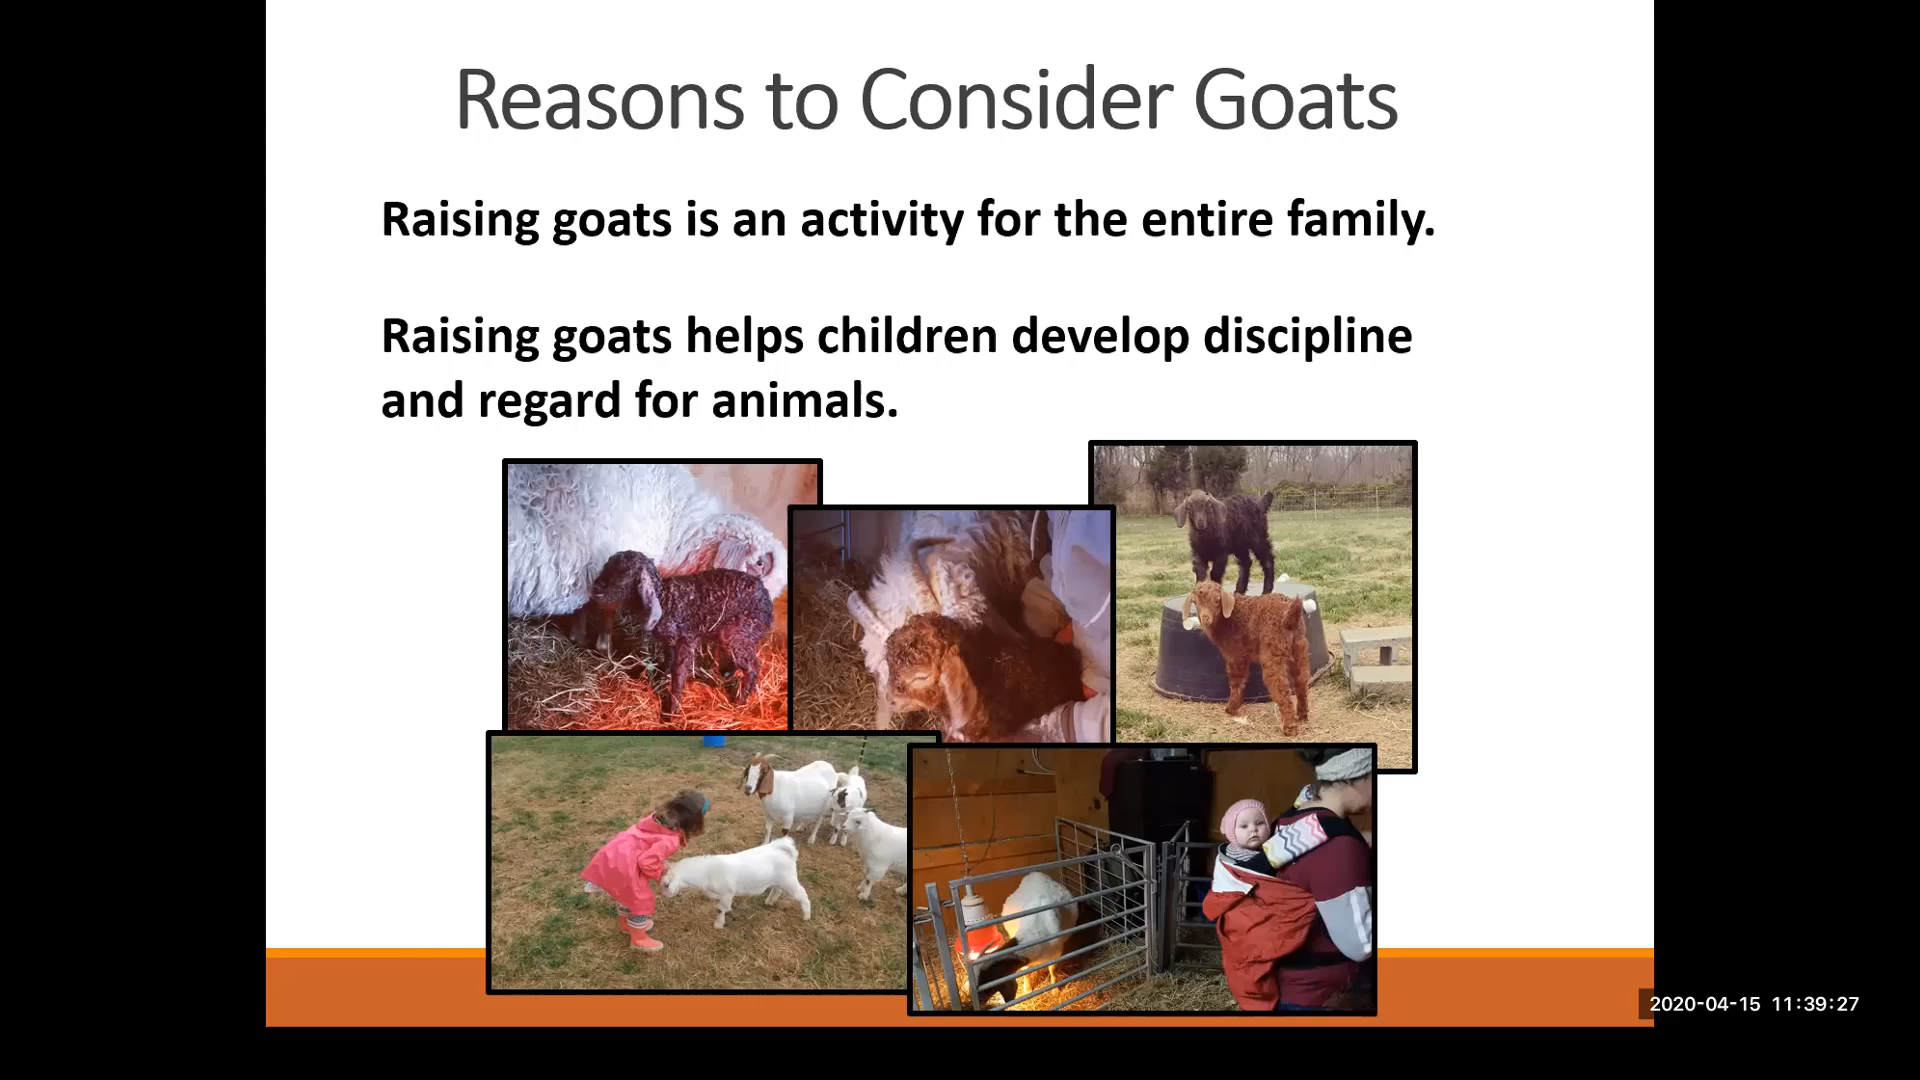 Reasons to Consider Goats
Raising goats is an activity for the entire family.
Raising goats helps children develop discipline
and regard for animals.
2020-04-15 11:39:27